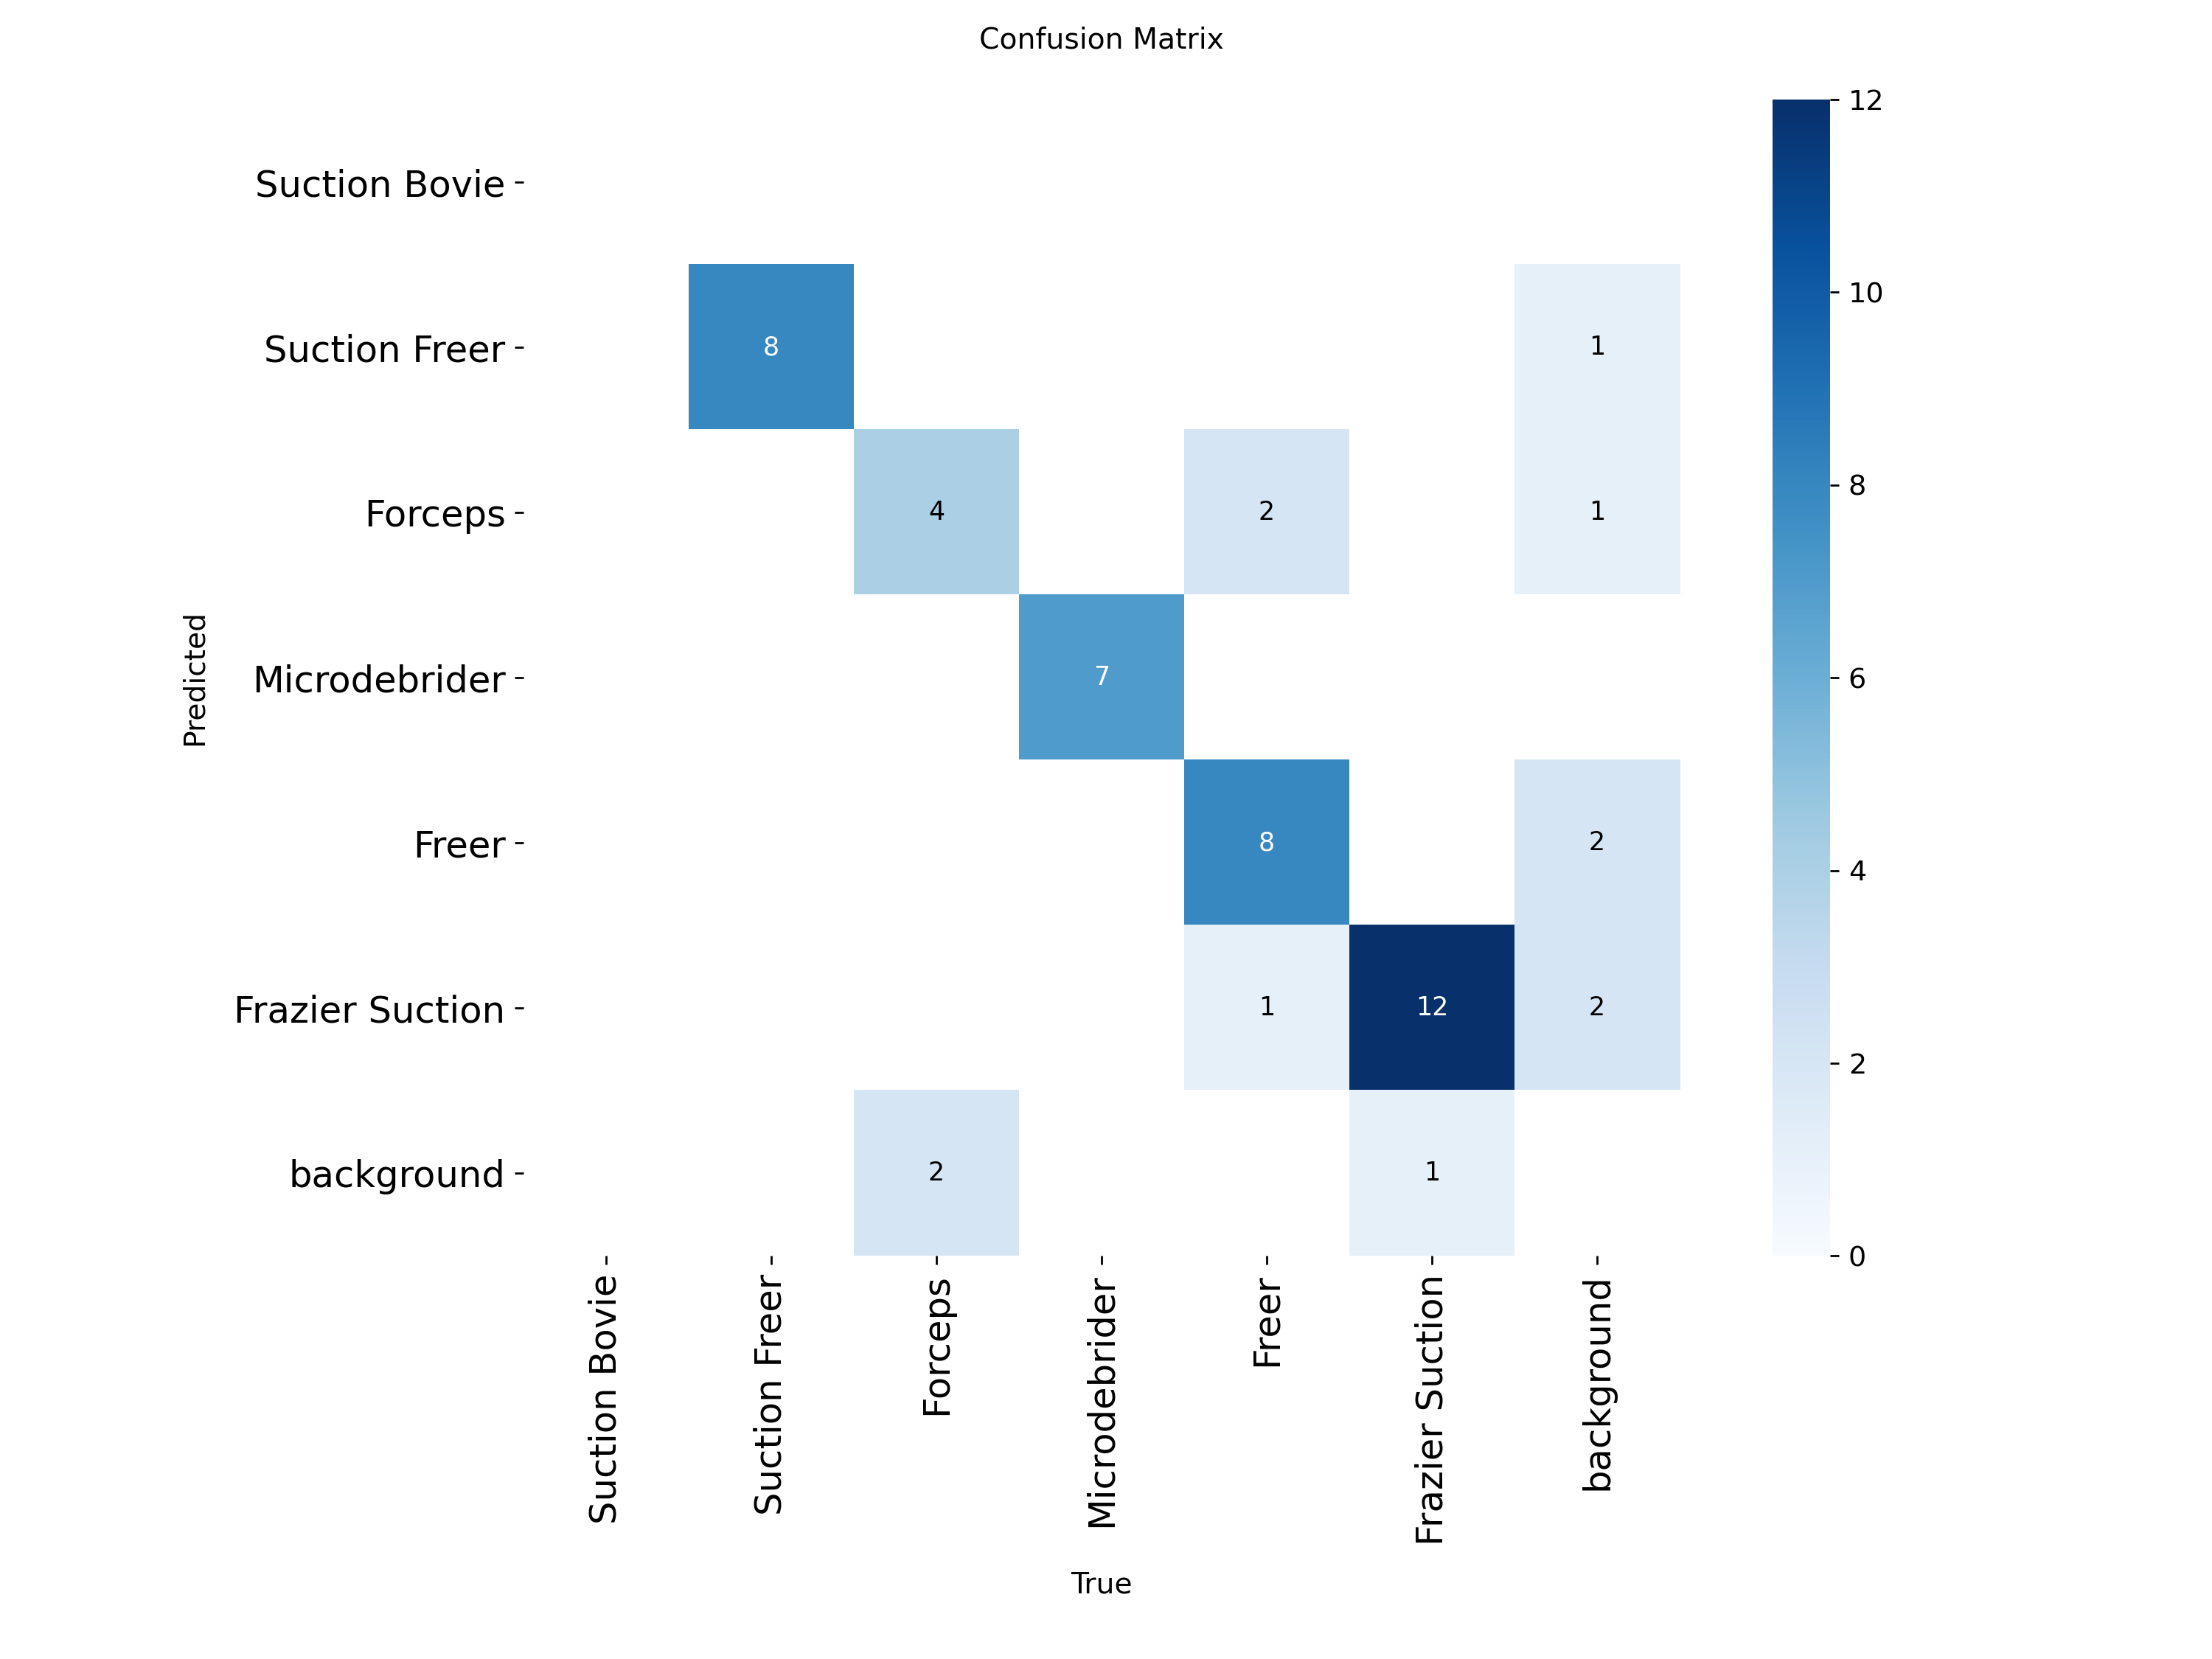 Confusion Matrix
Suction Bovie
Suction Freer
Forceps
Microdebrider
Freer
Frazier Suction
background
Predicted
8 1
4 2 1
7
8 2
1 12 2
2 1
Suction Bovie
Suction Freer
Forceps
Microdebrider
Freer
Frazier Suction
background
True
12
10
8
6
4
2
0